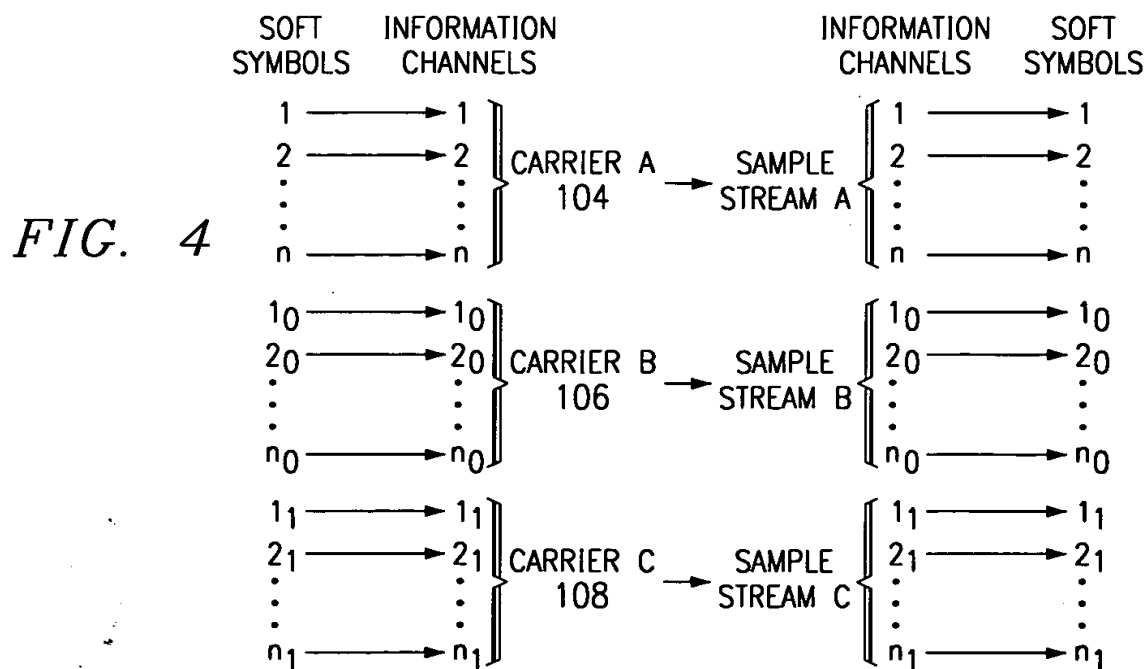 SOFT SYMBOLS INFORMATION CHANNELS INFORMATION CHANNELS SOFT SYMBOLS
1 1 1 1
2 2 CARRIER A 104 SAMPLE STREAM A 2 2
n n n n
FIG. 4
1₀ 1₀ 1₀ 1₀
2₀ 2₀ CARRIER B 106 SAMPLE STREAM B 2₀ 2₀
n₀ n₀ n₀ n₀
1₁ 1₁ 1₁ 1₁
2₁ 2₁ CARRIER C 108 SAMPLE STREAM C 2₁ 2₁
n₁ n₁ n₁ n₁